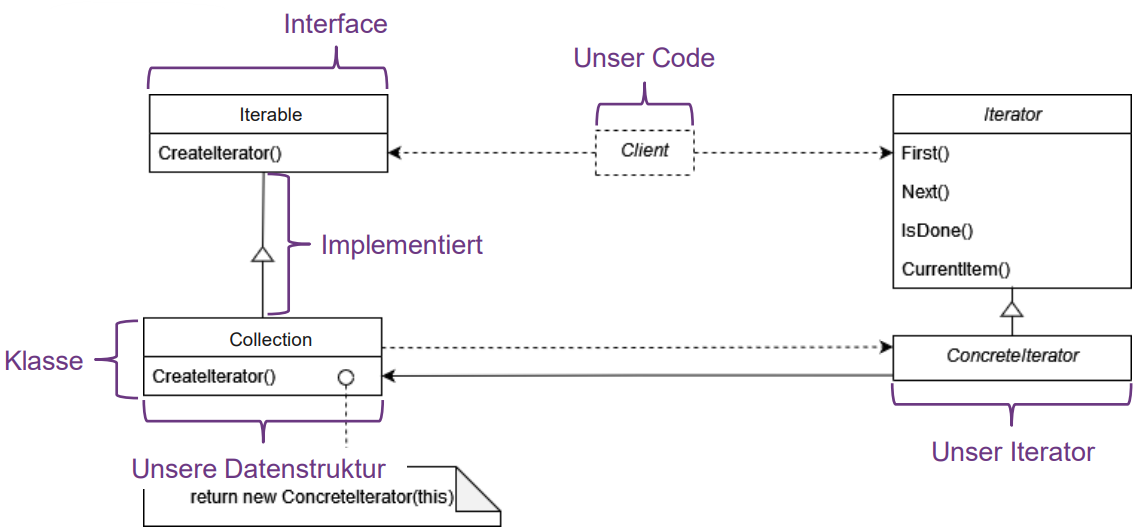 Interface
Unser Code
Iterable
CreateIterator()
Client
Iterator
First()
Next()
IsDone()
CurrentItem()
Implementiert
Klasse
Collection
CreateIterator()
ConcreteIterator
Unsere Datenstruktur
Unser Iterator
return new ConcreteIterator(this)